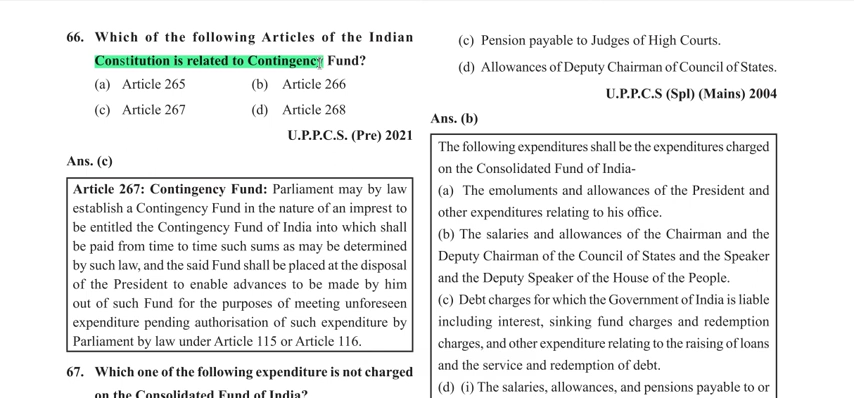 66. Which of the following Articles of the Indian
Constitution is related to Contingency Fund?
(a) Article 265 (b) Article 266
(c) Article 267 (d) Article 268
U.P.P.C.S. (Pre) 2021
Ans. (c)
Article 267: Contingency Fund: Parliament may by law
establish a Contingency Fund in the nature of an imprest to
be entitled the Contingency Fund of India into which shall
be paid from time to time such sums as may be determined
by such law, and the said Fund shall be placed at the disposal
of the President to enable advances to be made by him
out of such Fund for the purposes of meeting unforeseen
expenditure pending authorisation of such expenditure by
Parliament by law under Article 115 or Article 116.
67. Which one of the following expenditure is not charged
on the Consolidated Fund of India?
(c) Pension payable to Judges of High Courts.
(d) Allowances of Deputy Chairman of Council of States.
U.P.P.C.S (Spl) (Mains) 2004
Ans. (b)
The following expenditures shall be the expenditures charged
on the Consolidated Fund of India-
(a) The emoluments and allowances of the President and
other expenditures relating to his office.
(b) The salaries and allowances of the Chairman and the
Deputy Chairman of the Council of States and the Speaker
and the Deputy Speaker of the House of the People.
(c) Debt charges for which the Government of India is liable
including interest, sinking fund charges and redemption
charges, and other expenditure relating to the raising of loans
and the service and redemption of debt.
(d) (i) The salaries, allowances, and pensions payable to or